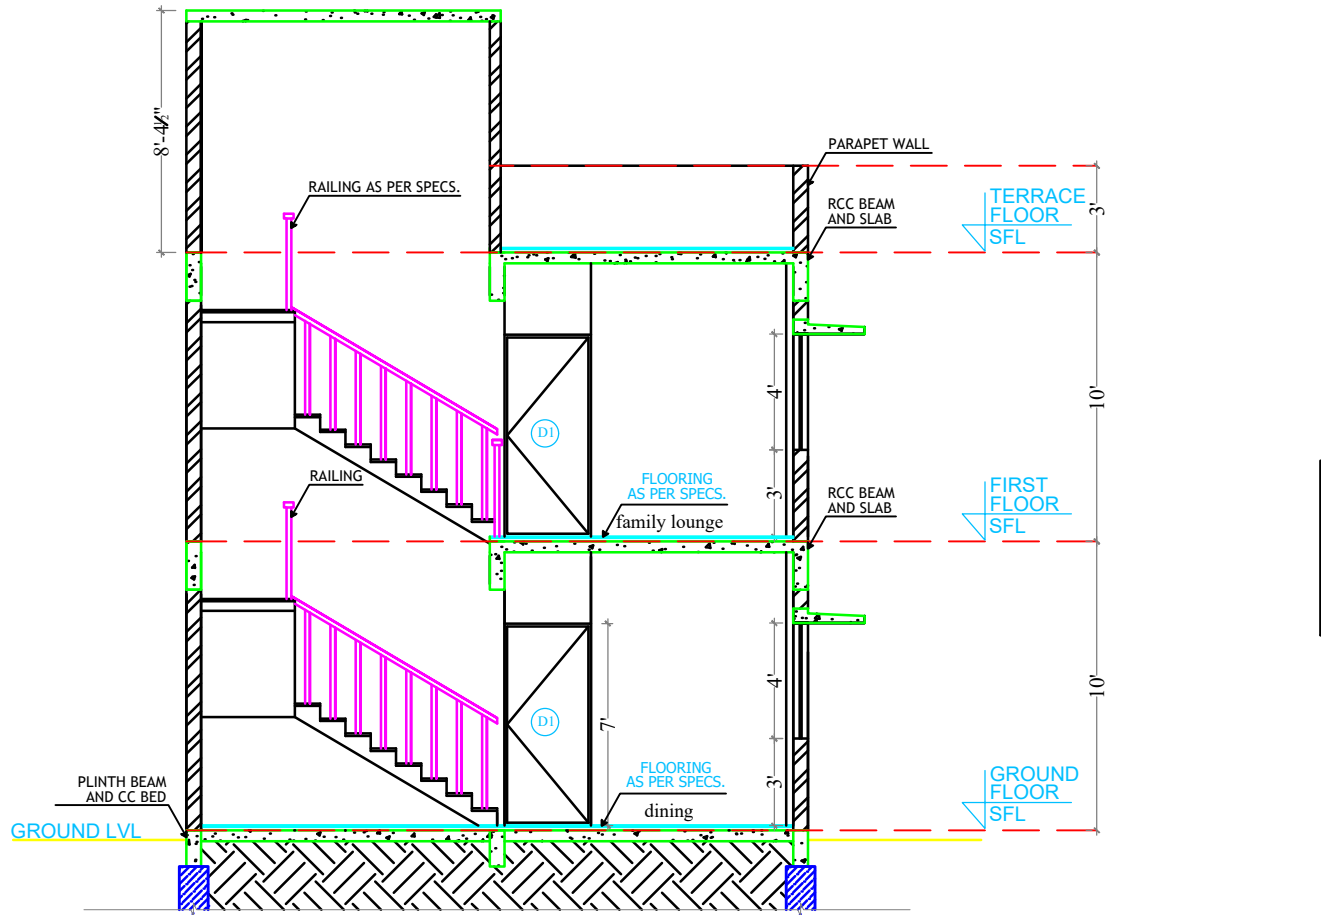 8'-4½"
PARAPET WALL
RAILING AS PER SPECS.
RCC BEAM
AND SLAB
TERRACE
FLOOR
SFL
3'
4'
10'
D1
RAILING
FLOORING
AS PER SPECS.
family lounge
3'
RCC BEAM
AND SLAB
FIRST
FLOOR
SFL
4'
10'
D1
7'
PLINTH BEAM
AND CC BED
FLOORING
AS PER SPECS.
dining
3'
GROUND
FLOOR
SFL
GROUND LVL